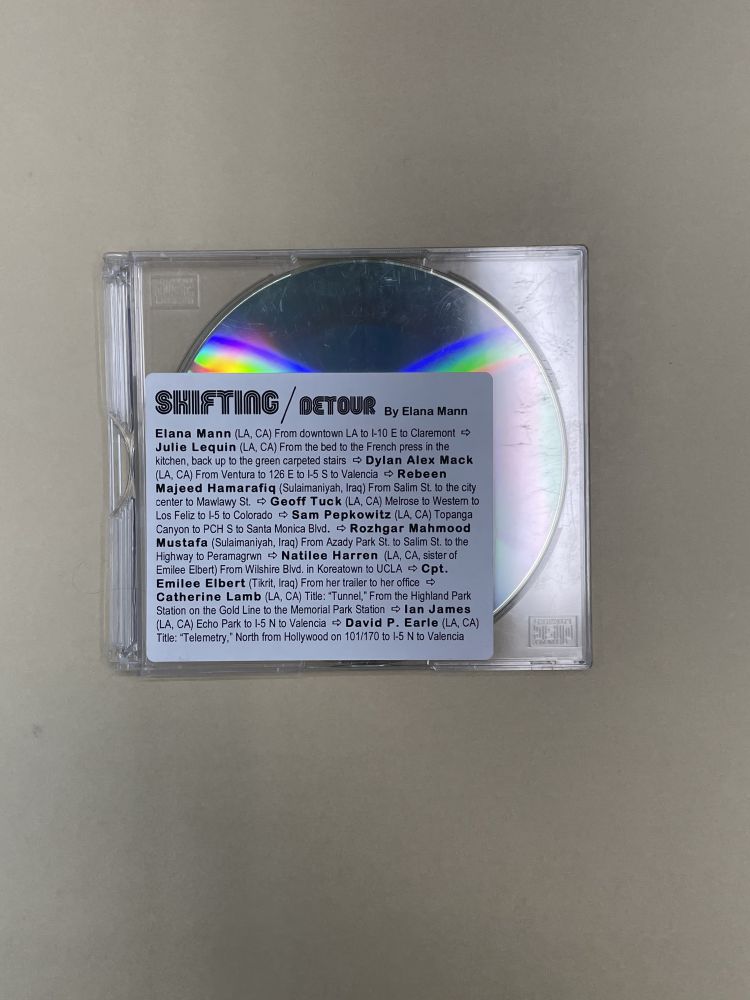 SHIFTING / DETOUR By Elana Mann
Elana Mann (LA, CA) From downtown LA to I-10 E to Claremont ➩
Julie Lequin (LA, CA) From the bed to the French press in the
kitchen, back up to the green carpeted stairs ➩ Dylan Alex Mack
(LA, CA) From Ventura to 126 E to I-5 S to Valencia ➩ Rebeen
Majeed Hamarafiq (Sulaimaniyah, Iraq) From Salim St. to the city
center to Mawlawy St. ➩ Geoff Tuck (LA, CA) Melrose to Western to
Los Feliz to I-5 to Colorado ➩ Sam Pepkowitz (LA, CA) Topanga
Canyon to PCH S to Santa Monica Blvd. ➩ Rozhgar Mahmood
Mustafa (Sulaimaniyah, Iraq) From Azady Park St. to Salim St. to the
Highway to Peramagrwn ➩ Natilee Harren (LA, CA, sister of
Emilee Elbert) From Wilshire Blvd. in Koreatown to UCLA ➩ Cpt.
Emilee Elbert (Tikrit, Iraq) From her trailer to her office ➩
Catherine Lamb (LA, CA) Title: “Tunnel,” From the Highland Park
Station on the Gold Line to the Memorial Park Station ➩ Ian James
(LA, CA) Echo Park to I-5 N to Valencia ➩ David P. Earle (LA, CA)
Title: “Telemetry,” North from Hollywood on 101/170 to I-5 N to Valencia